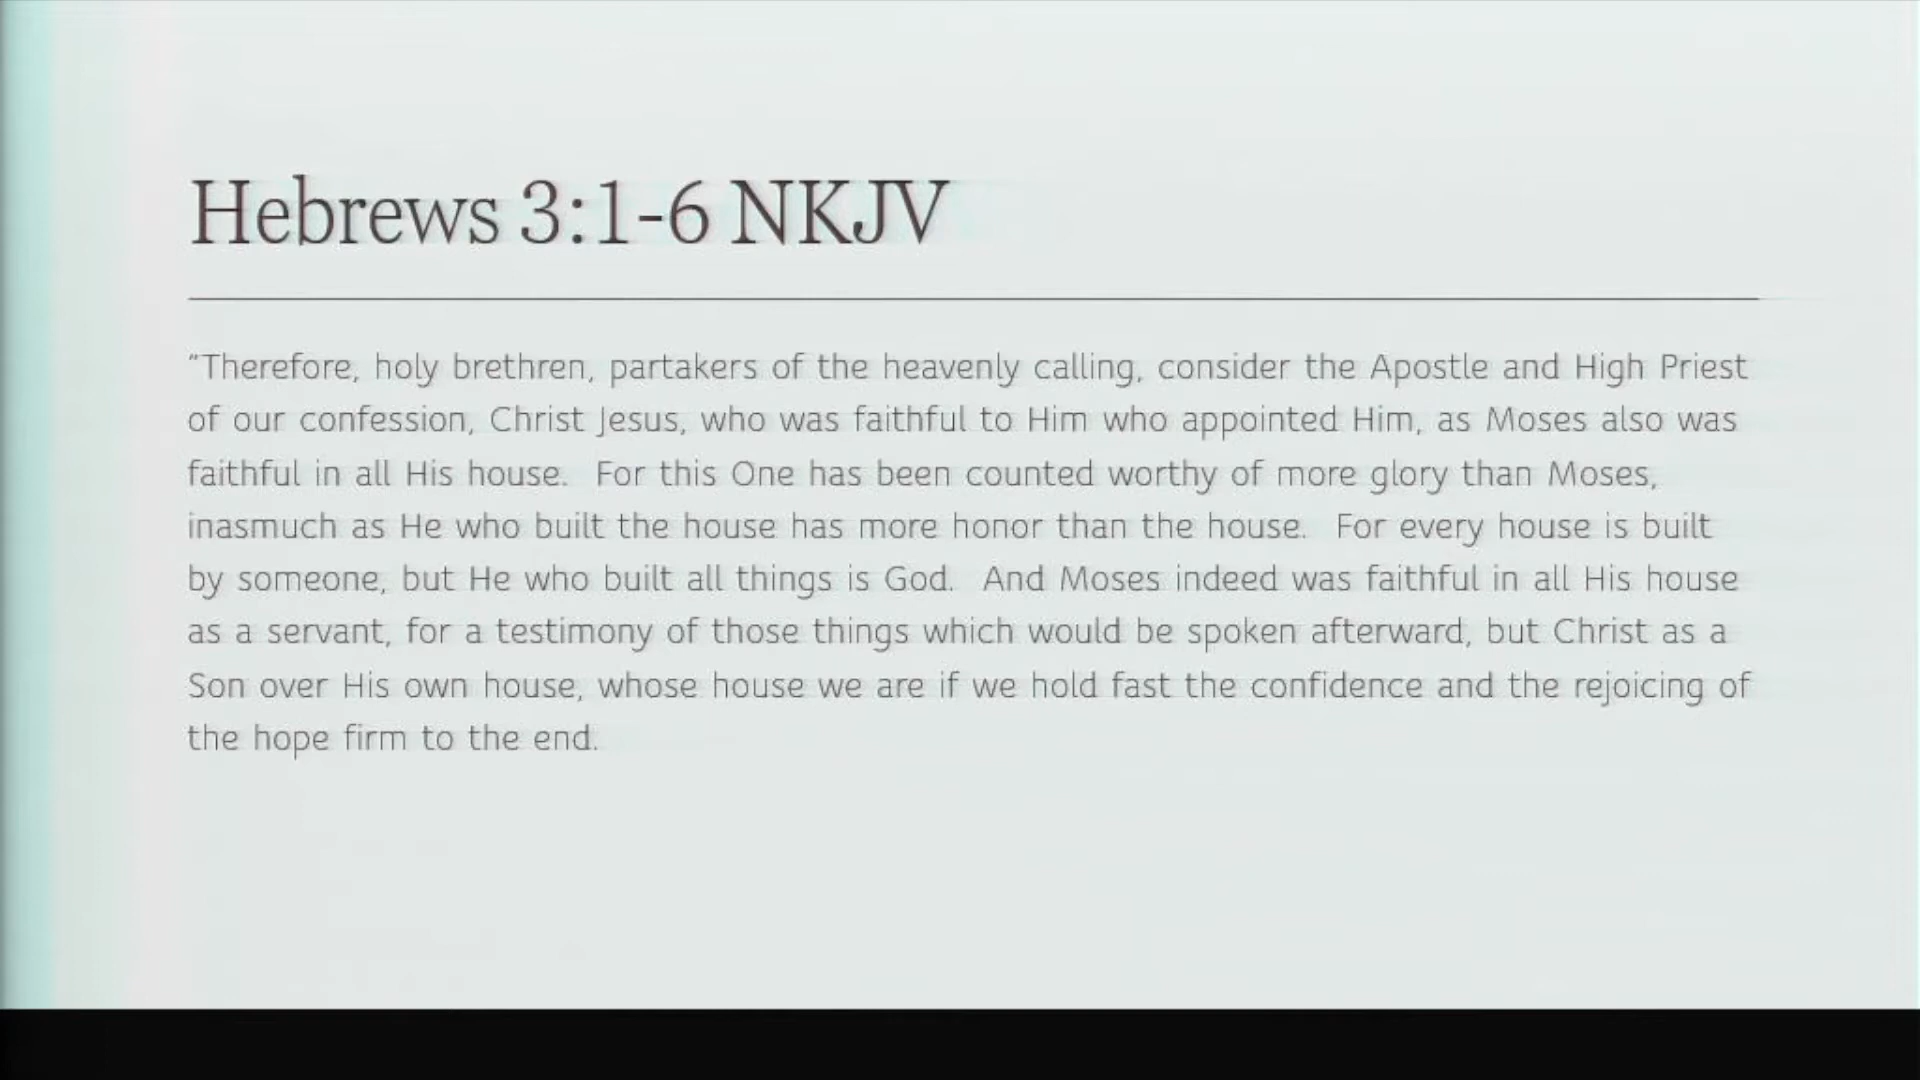 Hebrews 3:1-6 NKJV
"Therefore, holy brethren, partakers of the heavenly calling, consider the Apostle and High Priest
of our confession, Christ Jesus, who was faithful to Him who appointed Him, as Moses also was
faithful in all His house.  For this One has been counted worthy of more glory than Moses,
inasmuch as He who built the house has more honor than the house.  For every house is built
by someone, but He who built all things is God.  And Moses indeed was faithful in all His house
as a servant, for a testimony of those things which would be spoken afterward, but Christ as a
Son over His own house, whose house we are if we hold fast the confidence and the rejoicing of
the hope firm to the end.